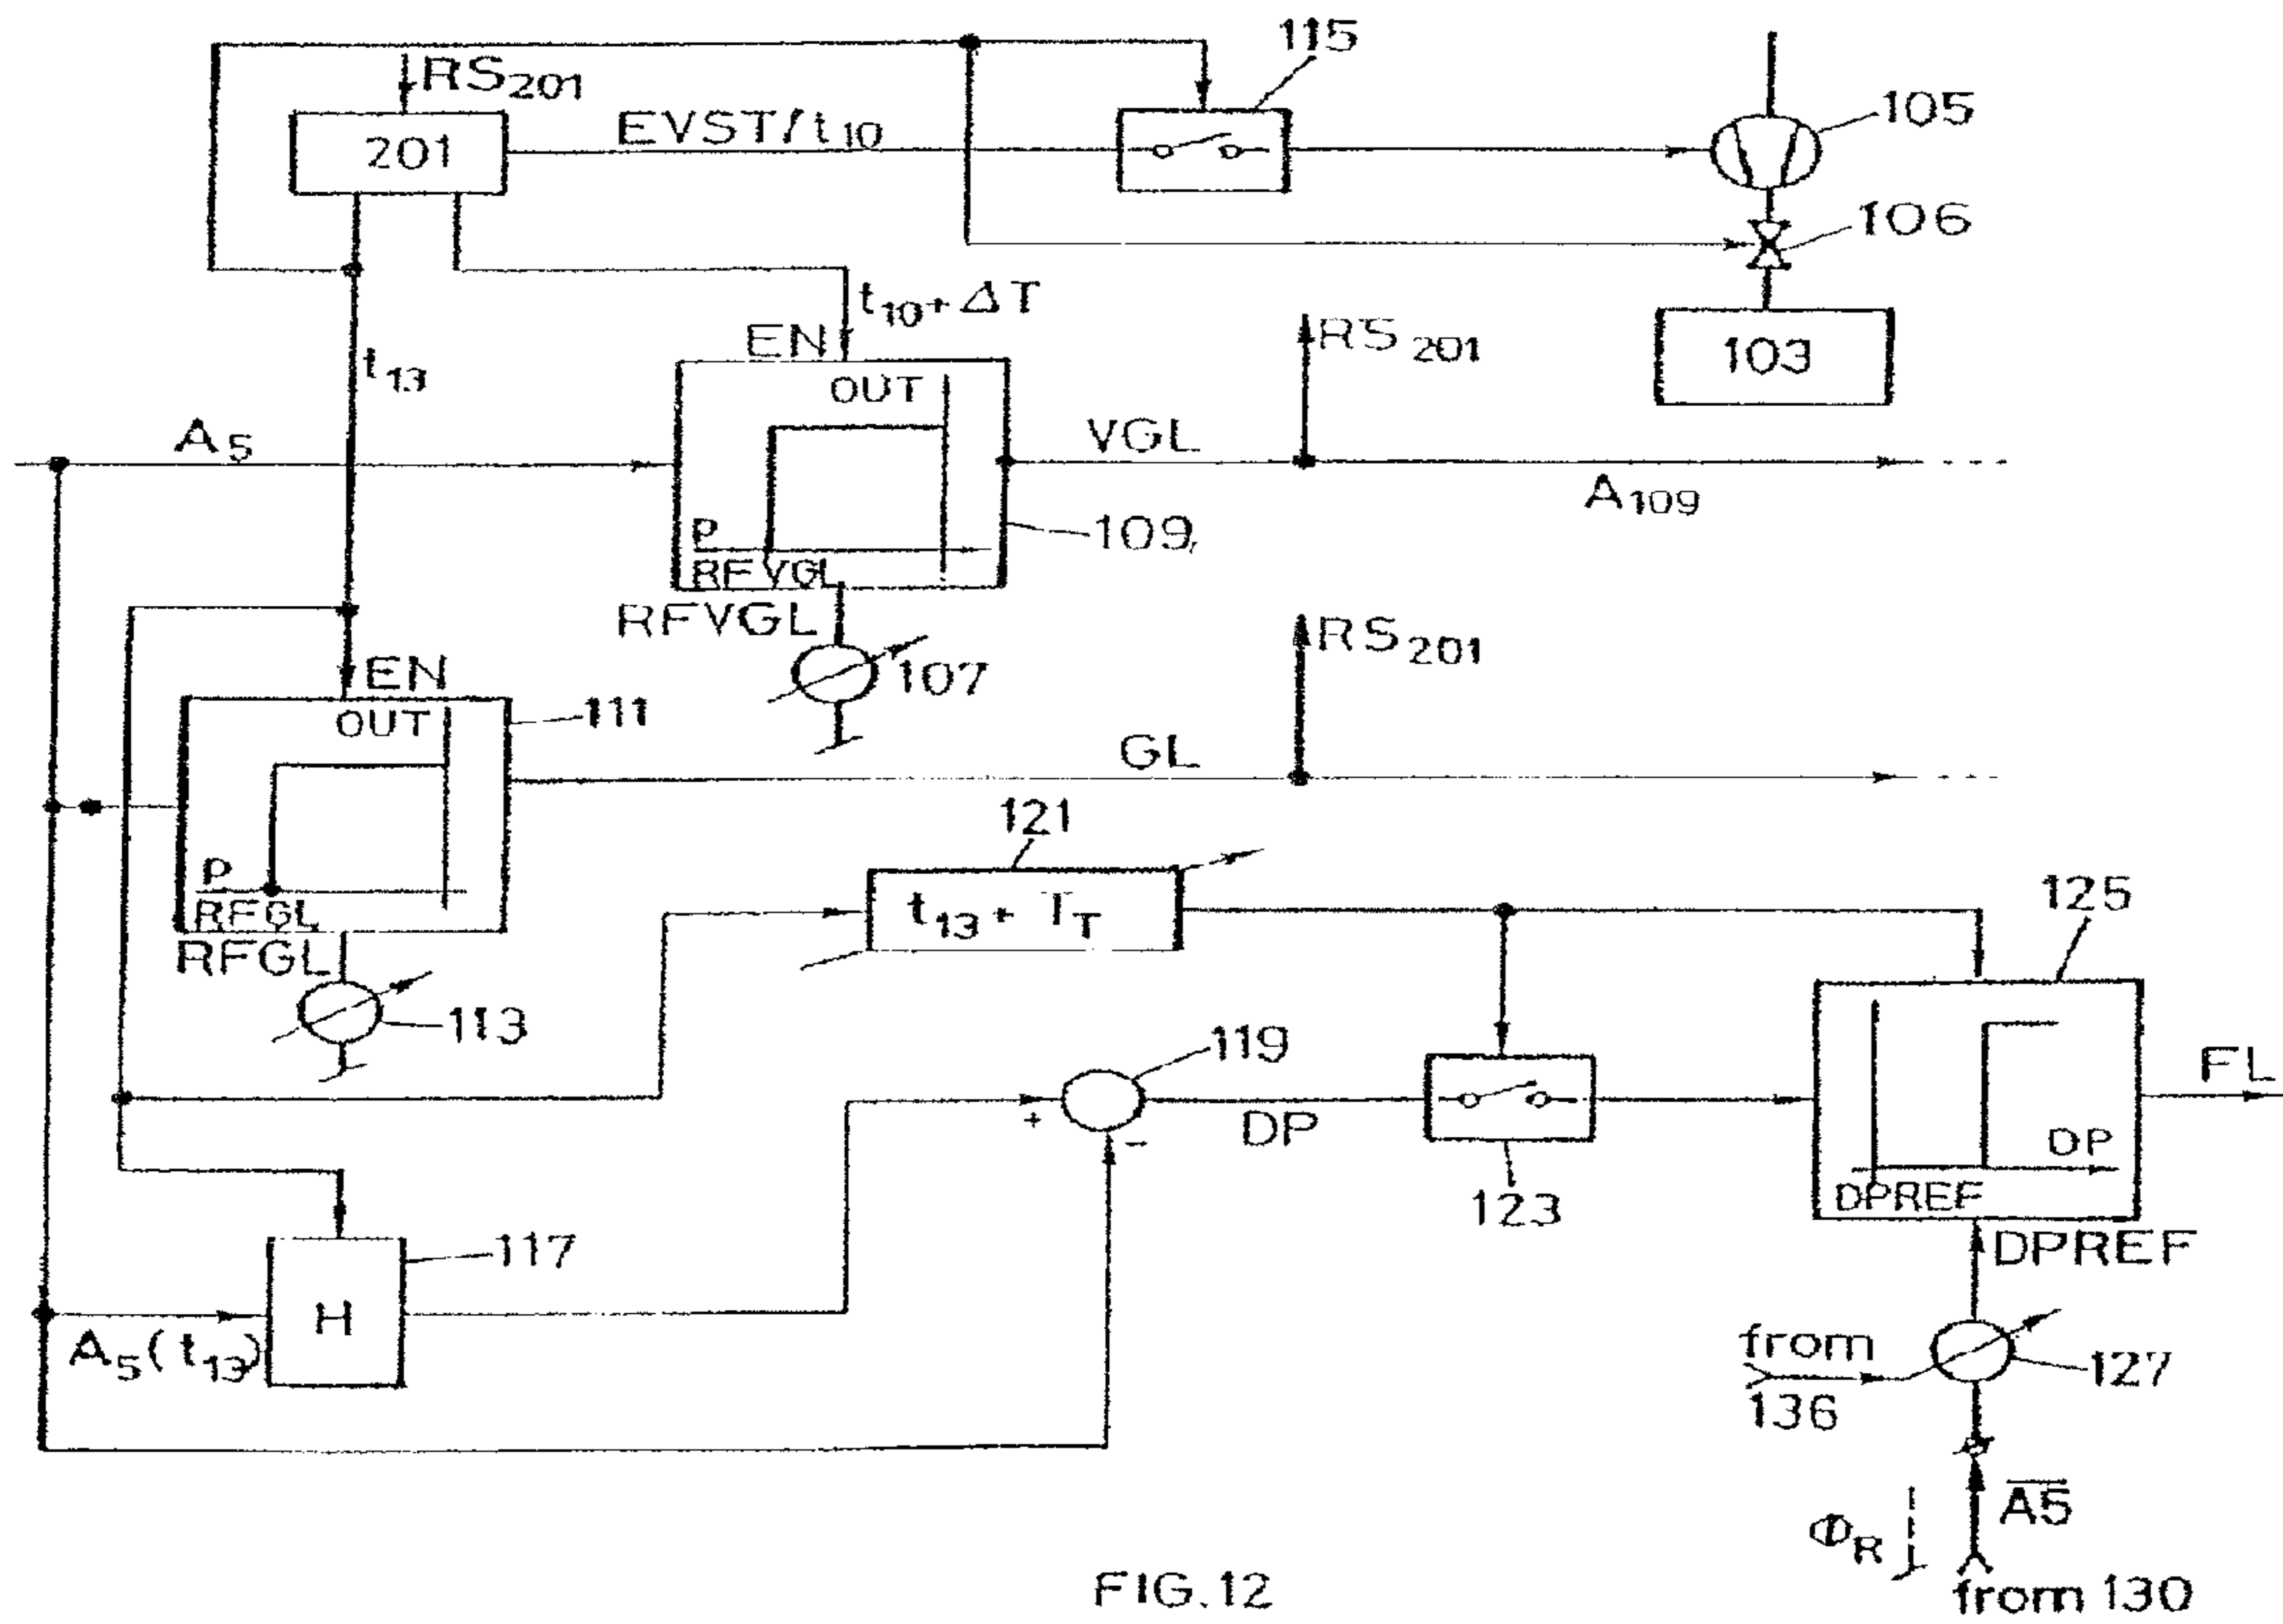 115
RS201
EVST/t10
105
201
106
t10+ΔT
EN
RS201
t13
OUT
103
A5
VGL
A109
P
109
RFVGL
RFVGL
RS201
107
EN
OUT
111
GL
121
P
RFGL
t13+ TT
125
RFGL
113
119
FL
+
-
DP
DP
DPREF
123
117
DPREF
H
A5(t13)
from
136
127
A5
ΦR
from 130
FIG.12